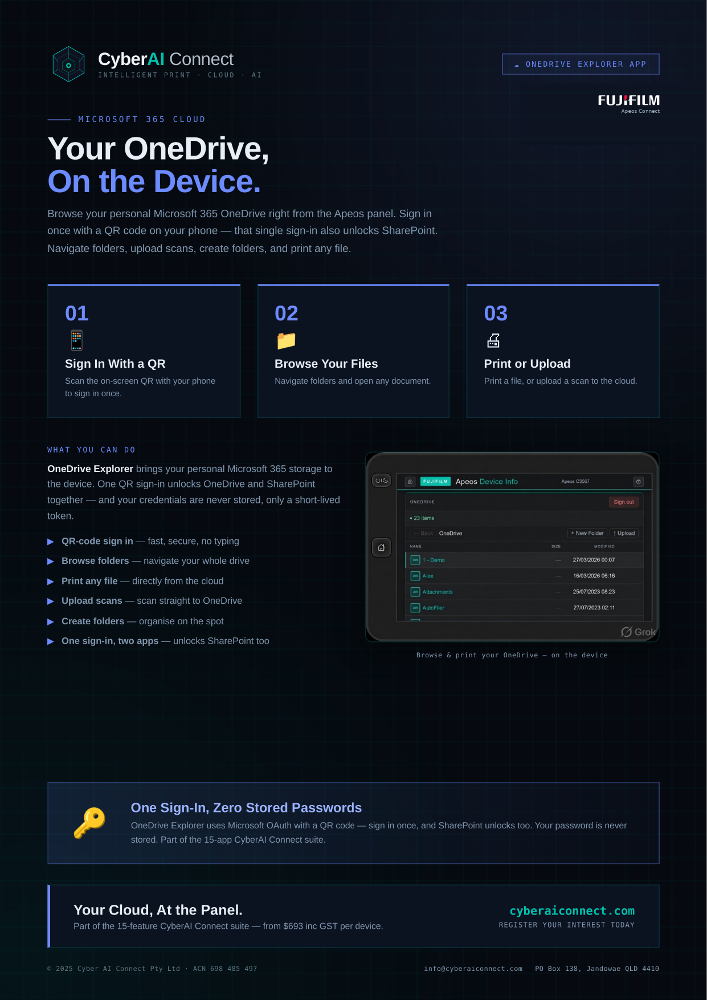 CyberAI Connect
INTELLIGENT PRINT · CLOUD · AI
☁ ONEDRIVE EXPLORER APP
FUJIFILM
Apeos Connect
MICROSOFT 365 CLOUD
Your OneDrive,
On the Device.
Browse your personal Microsoft 365 OneDrive right from the Apeos panel. Sign in
once with a QR code on your phone — that single sign-in also unlocks SharePoint.
Navigate folders, upload scans, create folders, and print any file.
01
Sign In With a QR
Scan the on-screen QR with your phone
to sign in once.
02
Browse Your Files
Navigate folders and open any document.
03
Print or Upload
Print a file, or upload a scan to the cloud.
WHAT YOU CAN DO
OneDrive Explorer brings your personal Microsoft 365 storage to
the device. One QR sign-in unlocks OneDrive and SharePoint
together — and your credentials are never stored, only a short-lived
token.
▶ QR-code sign in — fast, secure, no typing
▶ Browse folders — navigate your whole drive
▶ Print any file — directly from the cloud
▶ Upload scans — scan straight to OneDrive
▶ Create folders — organise on the spot
▶ One sign-in, two apps — unlocks SharePoint too
FUJIFILM Apeos Device Info Apeos C3567
ONEDRIVE Sign out
• 23 items
← Back OneDrive + New Folder ↑ Upload
NAME SIZE MODIFIED
DIR 1 - Demo — 27/03/2026 00:07
DIR Alex — 16/03/2026 06:16
DIR Attachments — 25/07/2023 08:23
DIR AutoFiler — 27/07/2023 02:11
Grok
Browse & print your OneDrive — on the device
One Sign-In, Zero Stored Passwords
OneDrive Explorer uses Microsoft OAuth with a QR code — sign in once, and SharePoint unlocks too. Your password is never
stored. Part of the 15-app CyberAI Connect suite.
Your Cloud, At the Panel.
Part of the 15-feature CyberAI Connect suite — from $693 inc GST per device.
cyberaiconnect.com
REGISTER YOUR INTEREST TODAY
© 2025 Cyber AI Connect Pty Ltd · ACN 698 485 497
info@cyberaiconnect.com PO Box 138, Jandowae QLD 4410